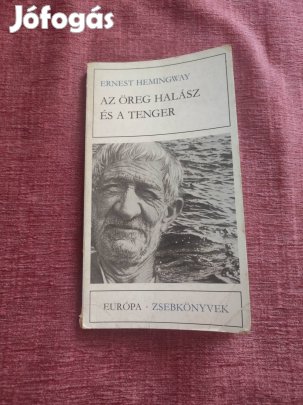 Jófogás
ERNEST HEMINGWAY
AZ ÖREG HALÁSZ
ÉS A TENGER
EURÓPA · ZSEBKÖNYVEK